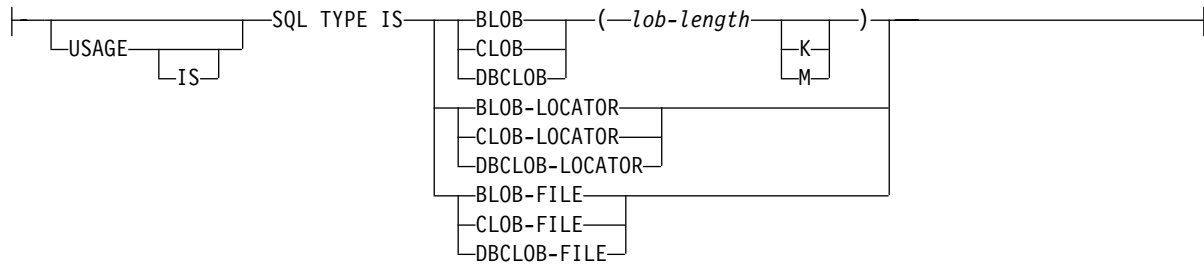 SQL TYPE IS BLOB ( lob-length )
USAGE CLOB K
IS DBCLOB M
BLOB-LOCATOR
CLOB-LOCATOR
DBCLOB-LOCATOR
BLOB-FILE
CLOB-FILE
DBCLOB-FILE